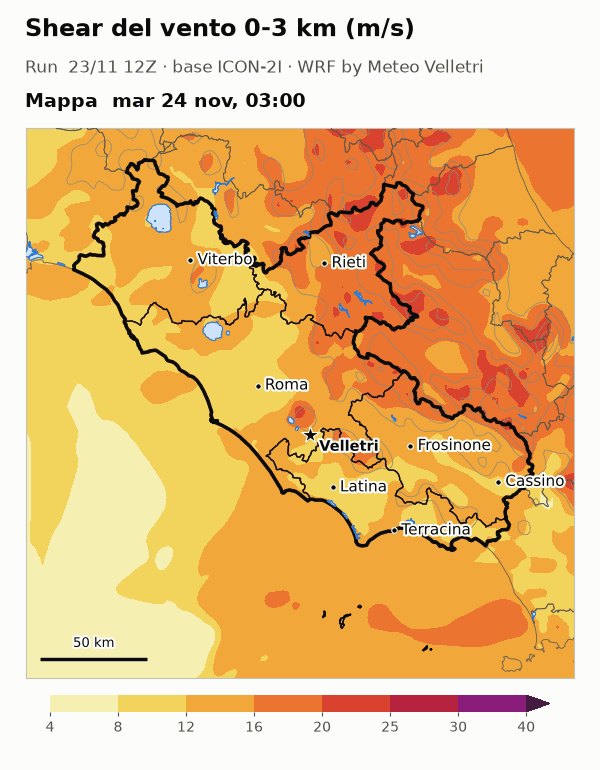 Shear del vento 0-3 km (m/s)
Run  23/11 12Z · base ICON-2I · WRF by Meteo Velletri
Mappa  mar 24 nov, 03:00
Viterbo
Rieti
Roma
Velletri
Frosinone
Latina
Cassino
Terracina
50 km
4 8 12 16 20 25 30 40